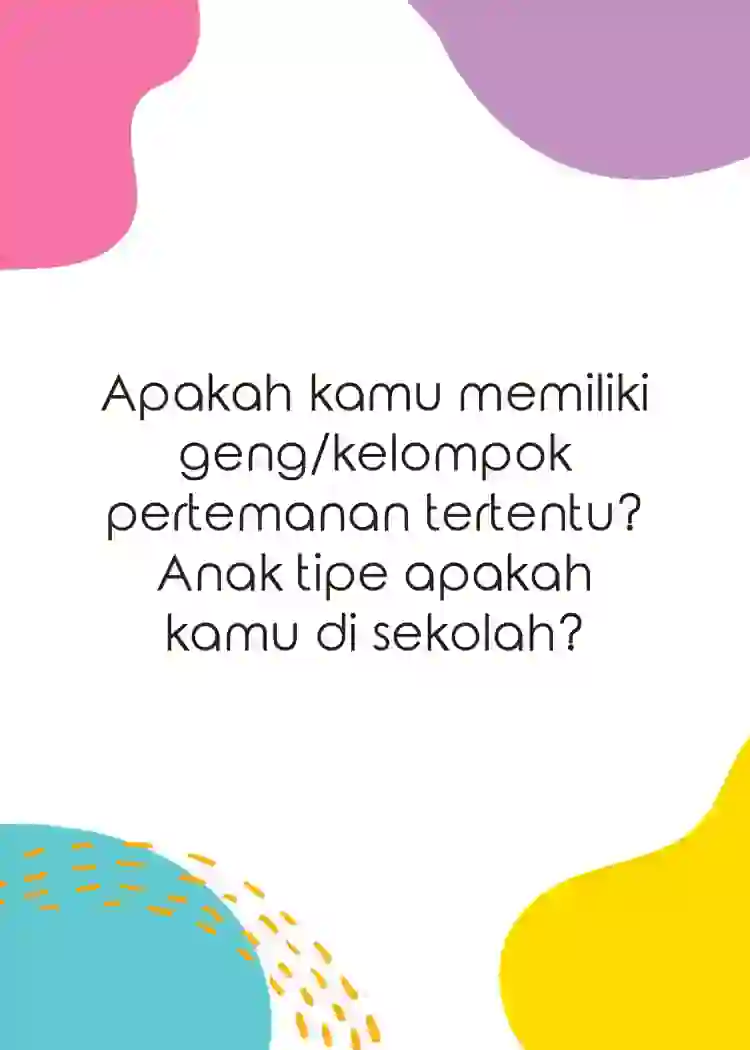 Apakah kamu memiliki
geng/kelompok
pertemanan tertentu?
Anak tipe apakah
kamu di sekolah?